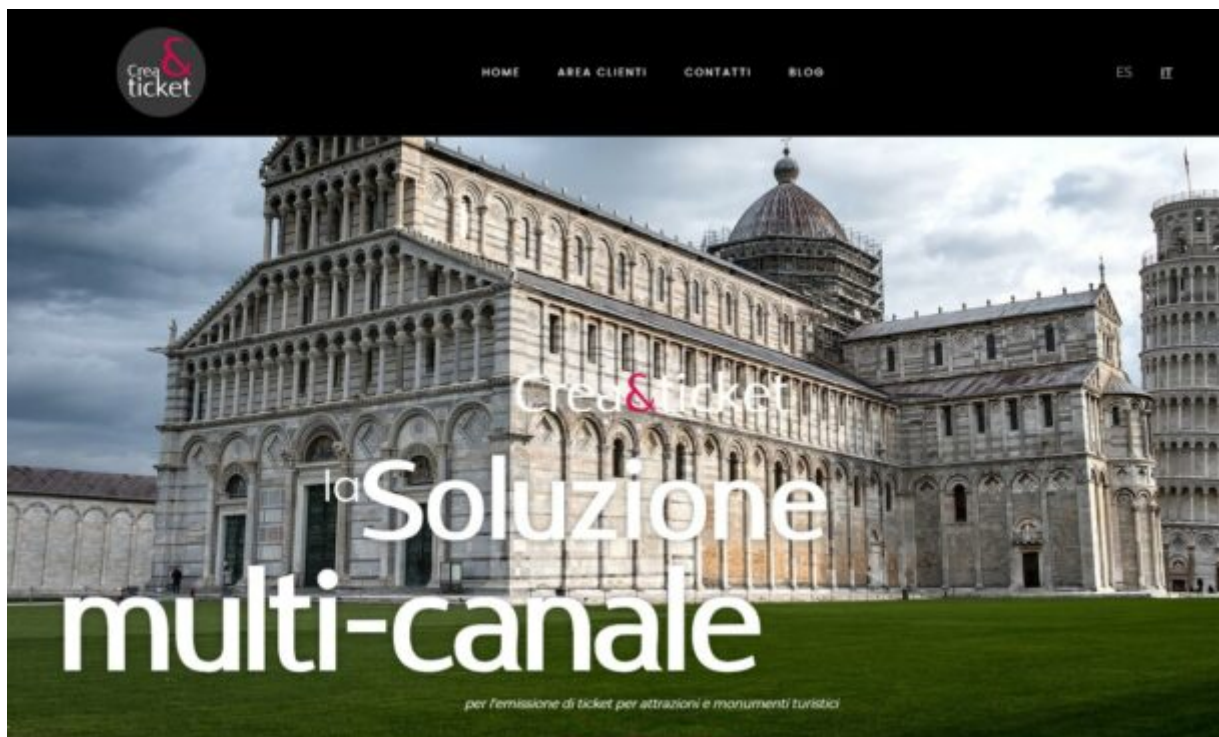 Crea &
ticket
HOME AREA CLIENTI CONTATTI BLOG
ES IT
Crea&ticket
la Soluzione
multi-canale
per l'emissione di ticket per attrazioni e monumenti turistici